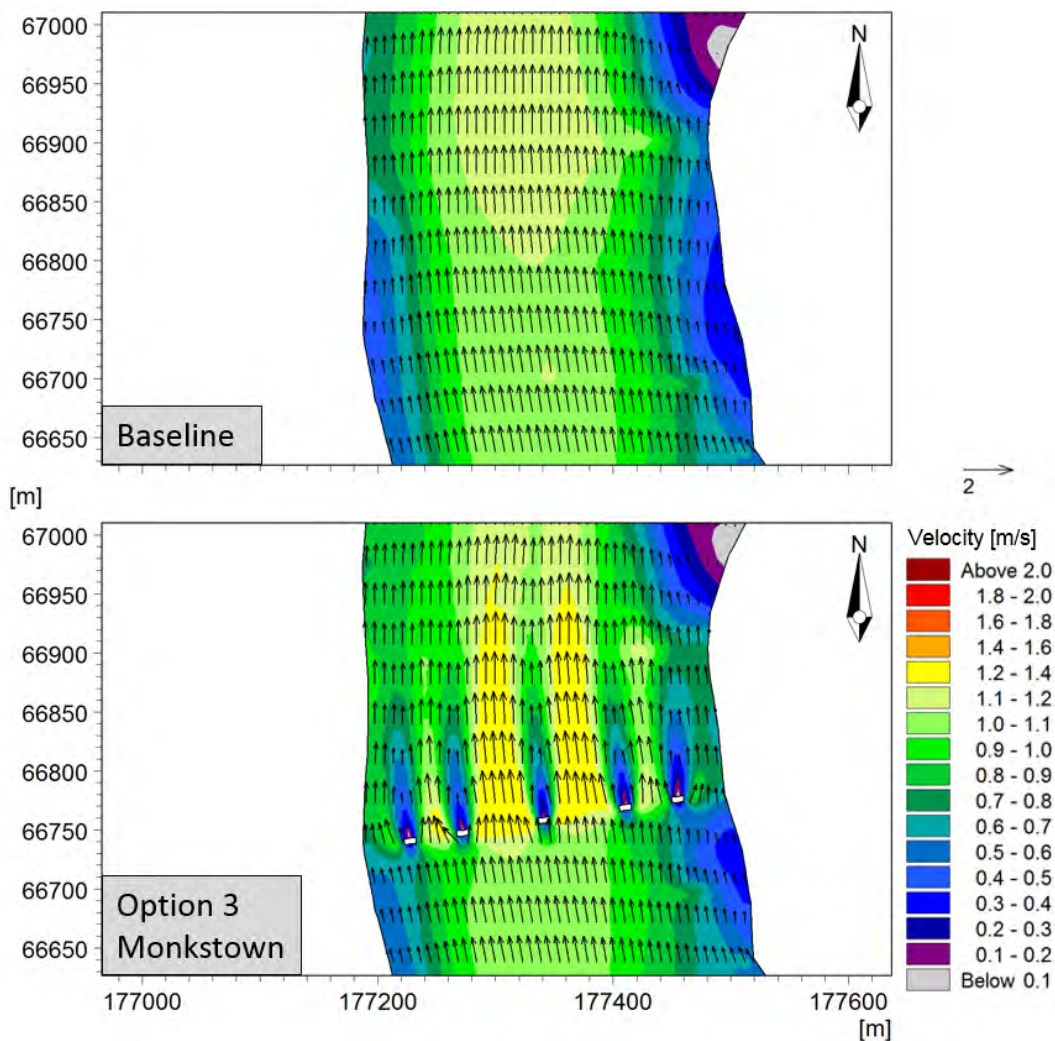 67000
66950
66900
66850
66800
66750
66700
66650
N
Baseline
[m]
2
67000
66950
66900
66850
66800
66750
66700
66650
N
Option 3
Monkstown
177000
177200
177400
177600
[m]
Velocity [m/s]
Above 2.0
1.8 - 2.0
1.6 - 1.8
1.4 - 1.6
1.2 - 1.4
1.1 - 1.2
1.0 - 1.1
0.9 - 1.0
0.8 - 0.9
0.7 - 0.8
0.6 - 0.7
0.5 - 0.6
0.4 - 0.5
0.3 - 0.4
0.2 - 0.3
0.1 - 0.2
Below 0.1